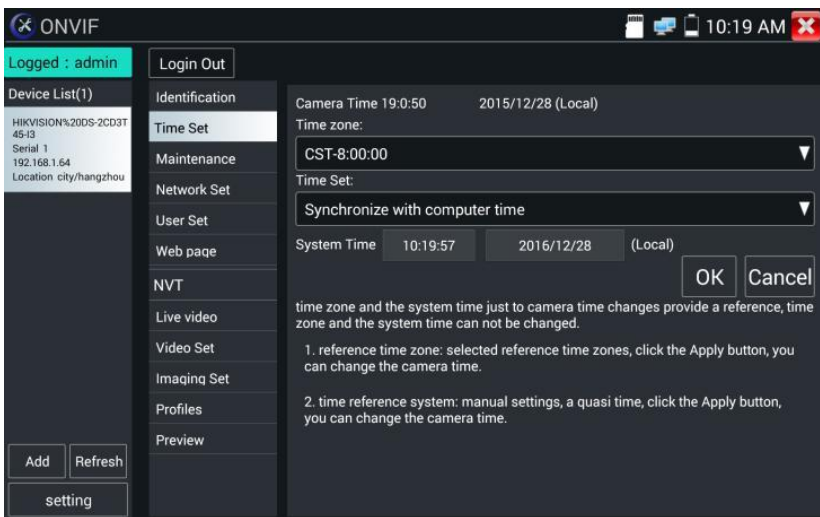 ONVIF
10:19 AM
Logged : admin
Login Out
Device List(1)
HIKVISION%20DS-2CD3T
45-I3
Serial 1
192.168.1.64
Location city/hangzhou
Add
Refresh
setting
Identification
Time Set
Maintenance
Network Set
User Set
Web page
NVT
Live video
Video Set
Imaging Set
Profiles
Preview
Camera Time 19:0:50 2015/12/28 (Local)
Time zone:
CST-8:00:00
Time Set:
Synchronize with computer time
System Time 10:19:57 2016/12/28 (Local)
OK Cancel
time zone and the system time just to camera time changes provide a reference, time
zone and the system time can not be changed.
1. reference time zone: selected reference time zones, click the Apply button, you
can change the camera time.
2. time reference system: manual settings, a quasi time, click the Apply button,
you can change the camera time.